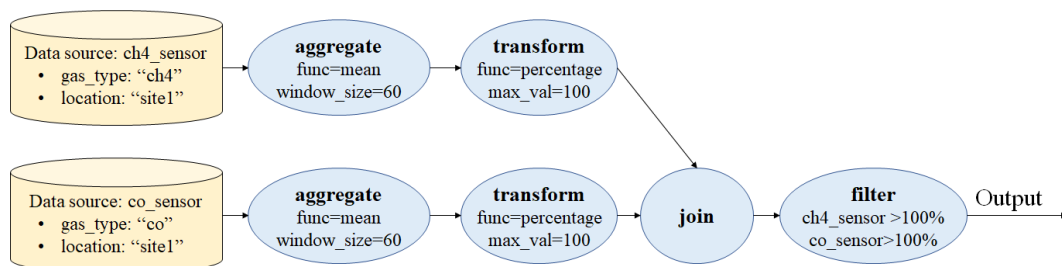 Data source: ch4_sensor
• gas_type: “ch4”
• location: “site1”
aggregate
func=mean
window_size=60
transform
func=percentage
max_val=100
Data source: co_sensor
• gas_type: “co”
• location: “site1”
aggregate
func=mean
window_size=60
transform
func=percentage
max_val=100
join
filter
ch4_sensor >100%
co_sensor>100%
Output